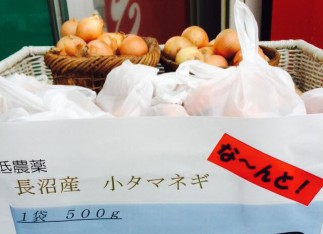 低農薬
長沼産 小タマネギ
な～んと!
1袋 500g